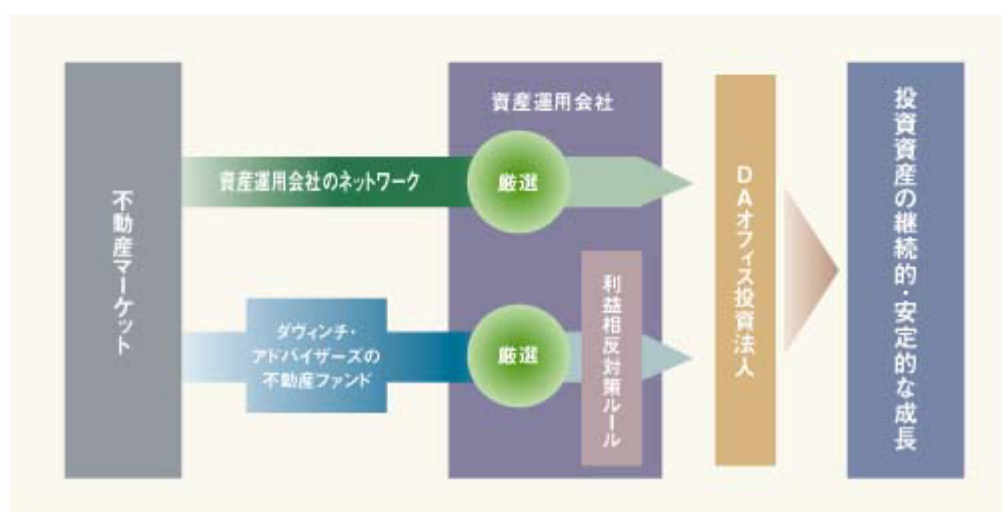 不動産マーケット
資産運用会社のネットワーク
ダヴィンチ・
アドバイザーズの
不動産ファンド
資産運用会社
厳選
厳選
利益相反対策ルール
DAオフィス投資法人
投資資産の継続的・安定的な成長